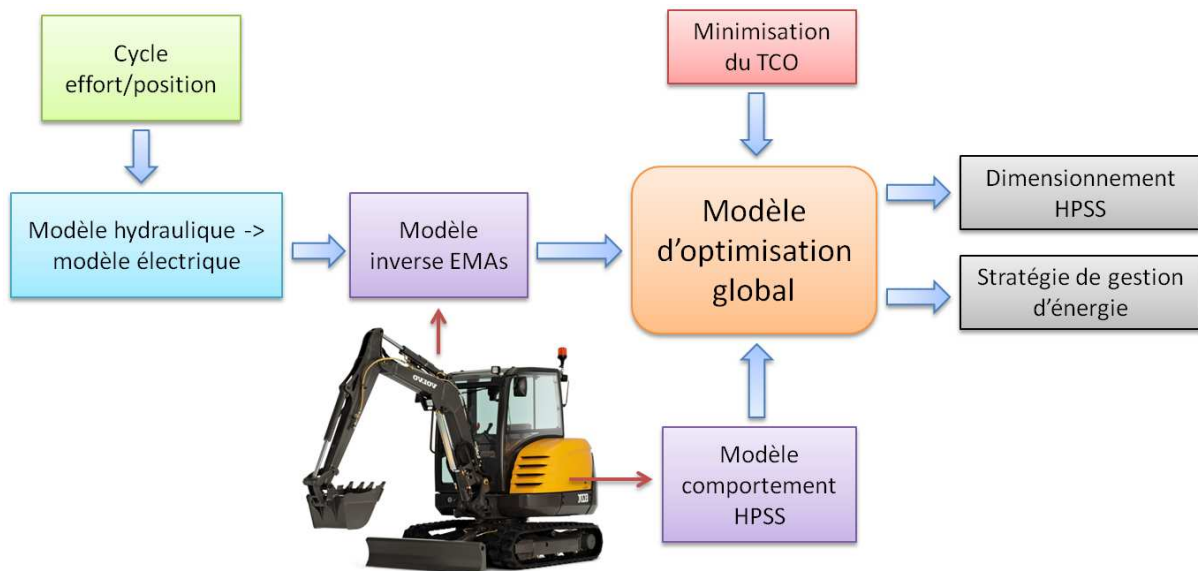 Cycle
effort/position
Minimisation
du TCO
Modèle hydraulique ->
modèle électrique
Modèle
inverse EMAs
Modèle
d'optimisation
global
Dimensionnement
HPSS
Stratégie de gestion
d'énergie
VOLVO
Modèle
comportement
HPSS